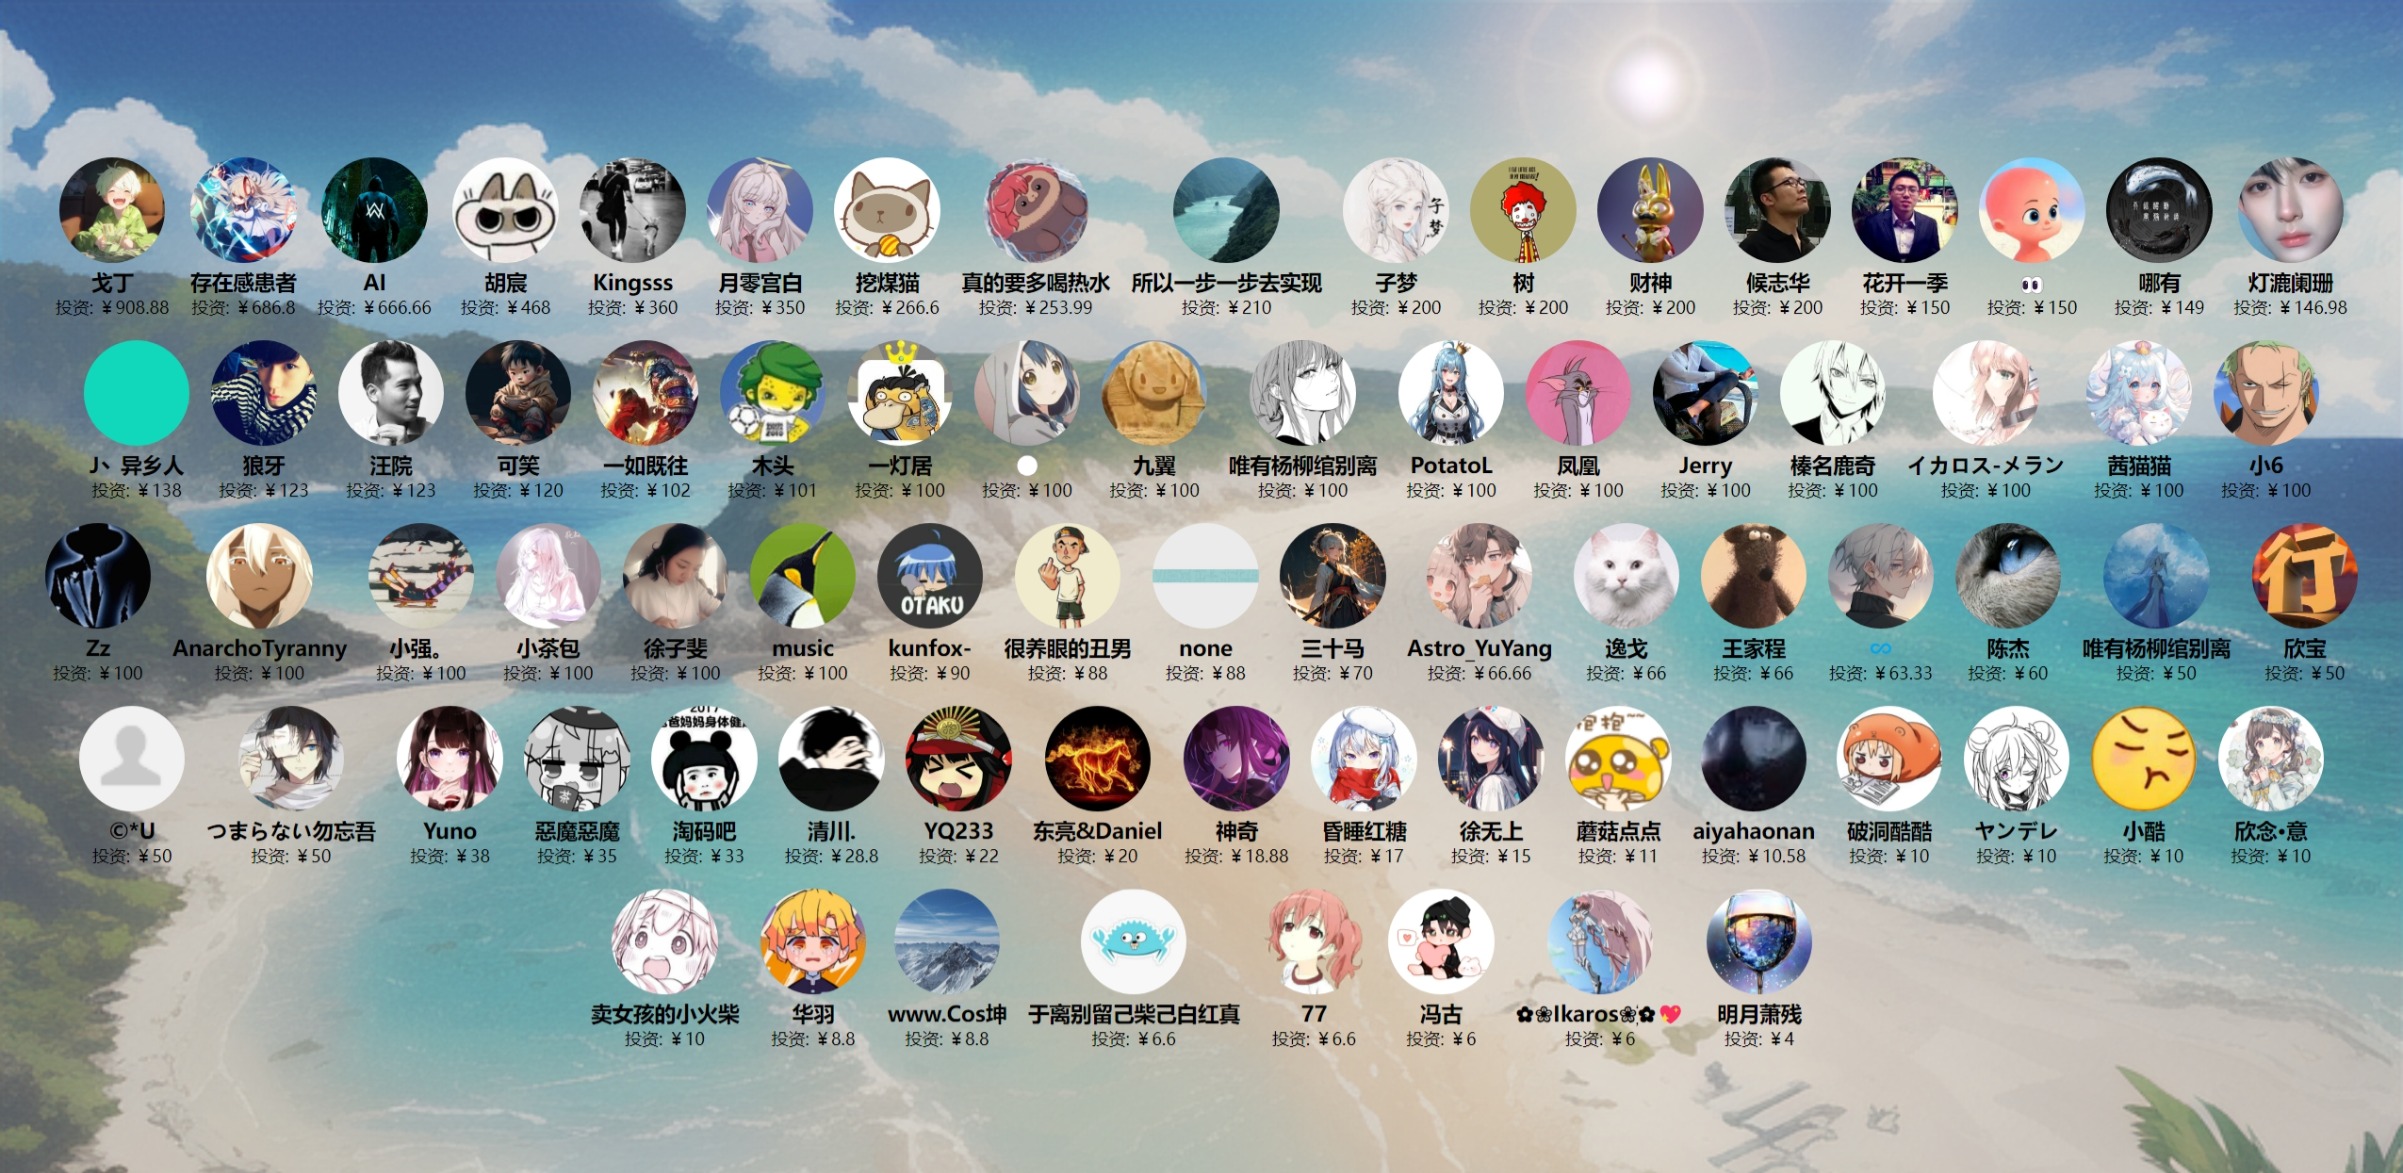 戈丁
投资: ￥908.88
存在感患者
投资: ￥686.8
AI
投资: ￥666.66
胡宸
投资: ￥468
Kingsss
投资: ￥360
月零宫白
投资: ￥350
挖煤猫
投资: ￥266.6
真的要多喝热水
投资: ￥253.99
所以一步一步去实现
投资: ￥210
子梦
子梦
投资: ￥200
树
投资: ￥200
财神
投资: ￥200
候志华
投资: ￥200
花开一季
投资: ￥150
👀
投资: ￥150
哪有
投资: ￥149
灯漉阑珊
投资: ￥146.98
J丶异乡人
投资: ￥138
狼牙
投资: ￥123
汪院
投资: ￥123
可笑
投资: ￥120
一如既往
投资: ￥102
木头
投资: ￥101
一灯居
投资: ￥100
投资: ￥100
九翼
投资: ￥100
唯有杨柳绾别离
投资: ￥100
PotatoL
投资: ￥100
凤凰
投资: ￥100
Jerry
投资: ￥100
榛名鹿奇
投资: ￥100
イカロス-メラン
投资: ￥100
茜猫猫
投资: ￥100
小6
投资: ￥100
Zz
投资: ￥100
AnarchoTyranny
投资: ￥100
小强。
投资: ￥100
小茶包
投资: ￥100
徐子斐
投资: ￥100
music
投资: ￥100
OTAKU
kunfox-
投资: ￥90
很养眼的丑男
投资: ￥88
none
投资: ￥88
三十马
投资: ￥70
Astro_YuYang
投资: ￥66.66
逸戈
投资: ￥66
王家程
投资: ￥66
∞
投资: ￥63.33
陈杰
投资: ￥60
唯有杨柳绾别离
投资: ￥50
行
欣宝
投资: ￥50
©*U
投资: ￥50
つまらない勿忘吾
投资: ￥50
Yuno
投资: ￥38
茶
惡魔惡魔
投资: ￥35
2017
爸妈妈身体健
淘码吧
投资: ￥33
清川.
投资: ￥28.8
YQ233
投资: ￥22
东亮&Daniel
投资: ￥20
神奇
投资: ￥18.88
昏睡红糖
投资: ￥17
徐无上
投资: ￥15
抱抱
蘑菇点点
投资: ￥11
aiyahaonan
投资: ￥10.58
破洞酷酷
投资: ￥10
ヤンデレ
投资: ￥10
小酷
投资: ￥10
欣念•意
投资: ￥10
卖女孩的小火柴
投资: ￥10
华羽
投资: ￥8.8
www.Cos坤
投资: ￥8.8
于离别留己柴己白红真
投资: ￥6.6
77
投资: ￥6.6
冯古
投资: ￥6
✿❀Ikaros❀✿💖
投资: ￥6
明月萧残
投资: ￥4